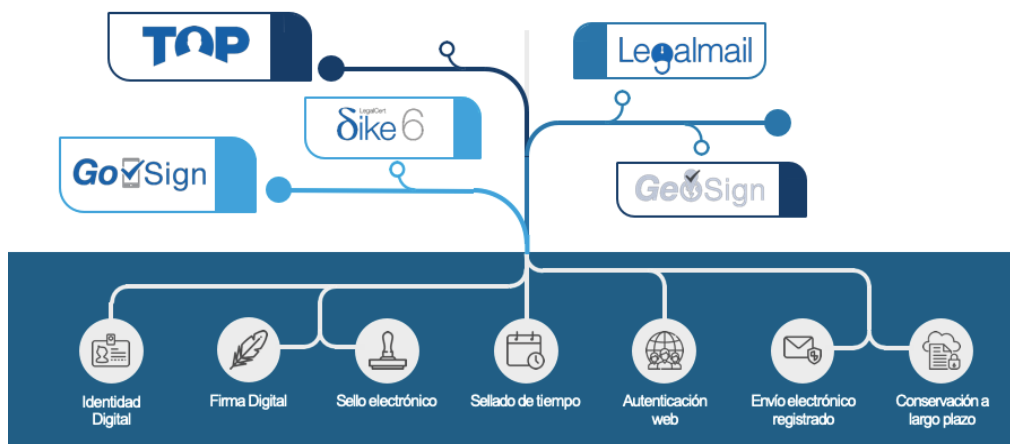 TOP
Legalmail
LegalCert
Dike 6
GoSign
GeoSign
Identidad
Digital
Firma Digital
Sello electrónico
Sellado de tiempo
Autenticación
web
Envío electrónico
registrado
Conservación a
largo plazo